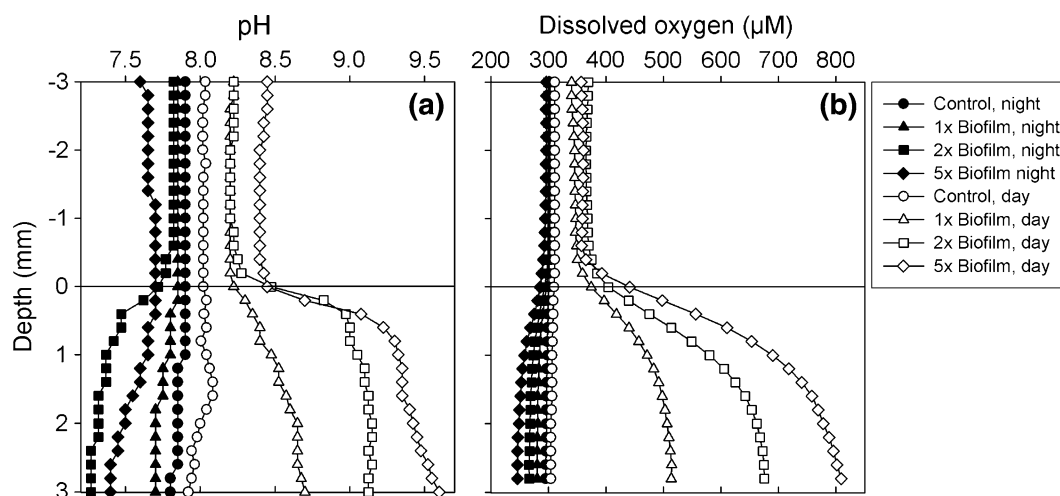 pH
Dissolved oxygen (µM)
7.5 8.0 8.5 9.0 9.5
200 300 400 500 600 700 800
(a)
(b)
Depth (mm)
-3
-2
-1
0
1
2
3
Control, night
1x Biofilm, night
2x Biofilm, night
5x Biofilm night
Control, day
1x Biofilm, day
2x Biofilm, day
5x Biofilm, day